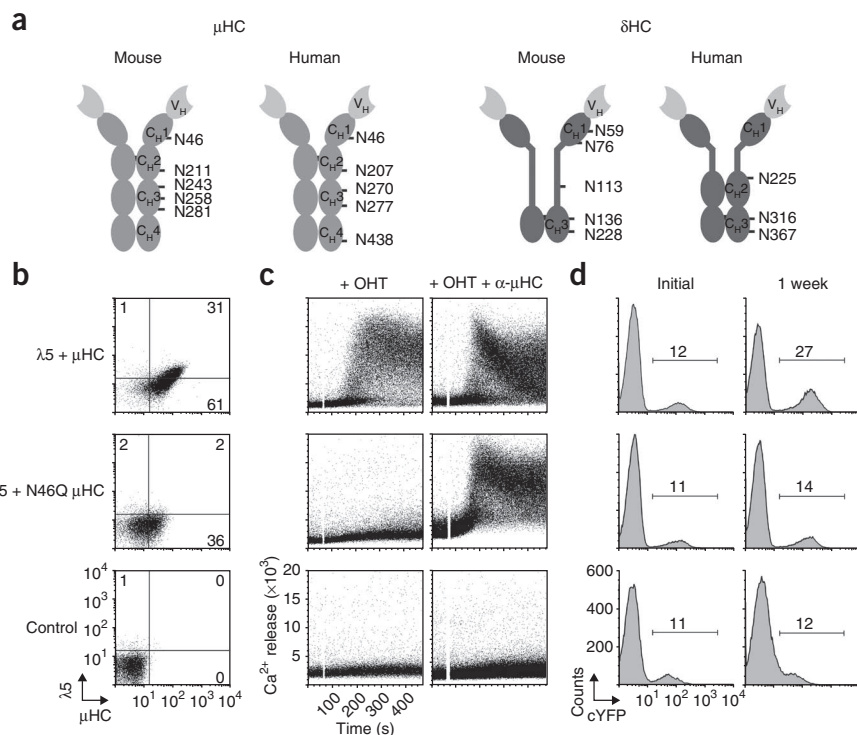 a
μHC
δHC
Mouse
Human
Mouse
Human
VH
CH1
N46
CH2
N211
N243
CH3
N258
N281
CH4
VH
CH1
N46
CH2
N207
N270
CH3
N277
CH4
N438
VH
CH1
N59
N76
N113
N136
CH3
N228
VH
CH1
CH2
N225
N316
CH3
N367
b
c
+ OHT
+ OHT + α-μHC
d
Initial
1 week
λ5 + μHC
1
31
61
12
27
5 + N46Q μHC
2
2
36
11
14
Control
10⁴
10³
10²
10¹
1
0
0
λ5
μHC
10¹ 10² 10³ 10⁴
Ca²⁺ release (×10³)
20
15
10
5
100
200
300
400
Time (s)
600
400
200
11
12
Counts
cYFP
10¹ 10² 10³ 10⁴
10¹ 10² 10³ 10⁴